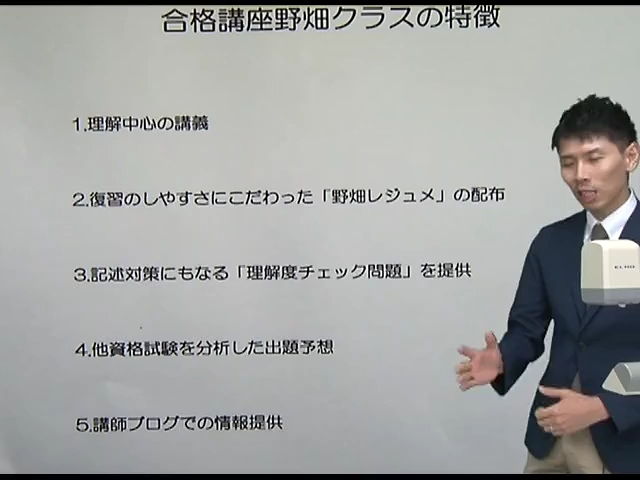 合格講座野畑クラスの特徴
1.理解中心の講義
2.復習のしやすさにこだわった「野畑レジュメ」の配布
3.記述対策にもなる「理解度チェック問題」を提供
4.他資格試験を分析した出題予想
5.講師ブログでの情報提供
ELMO